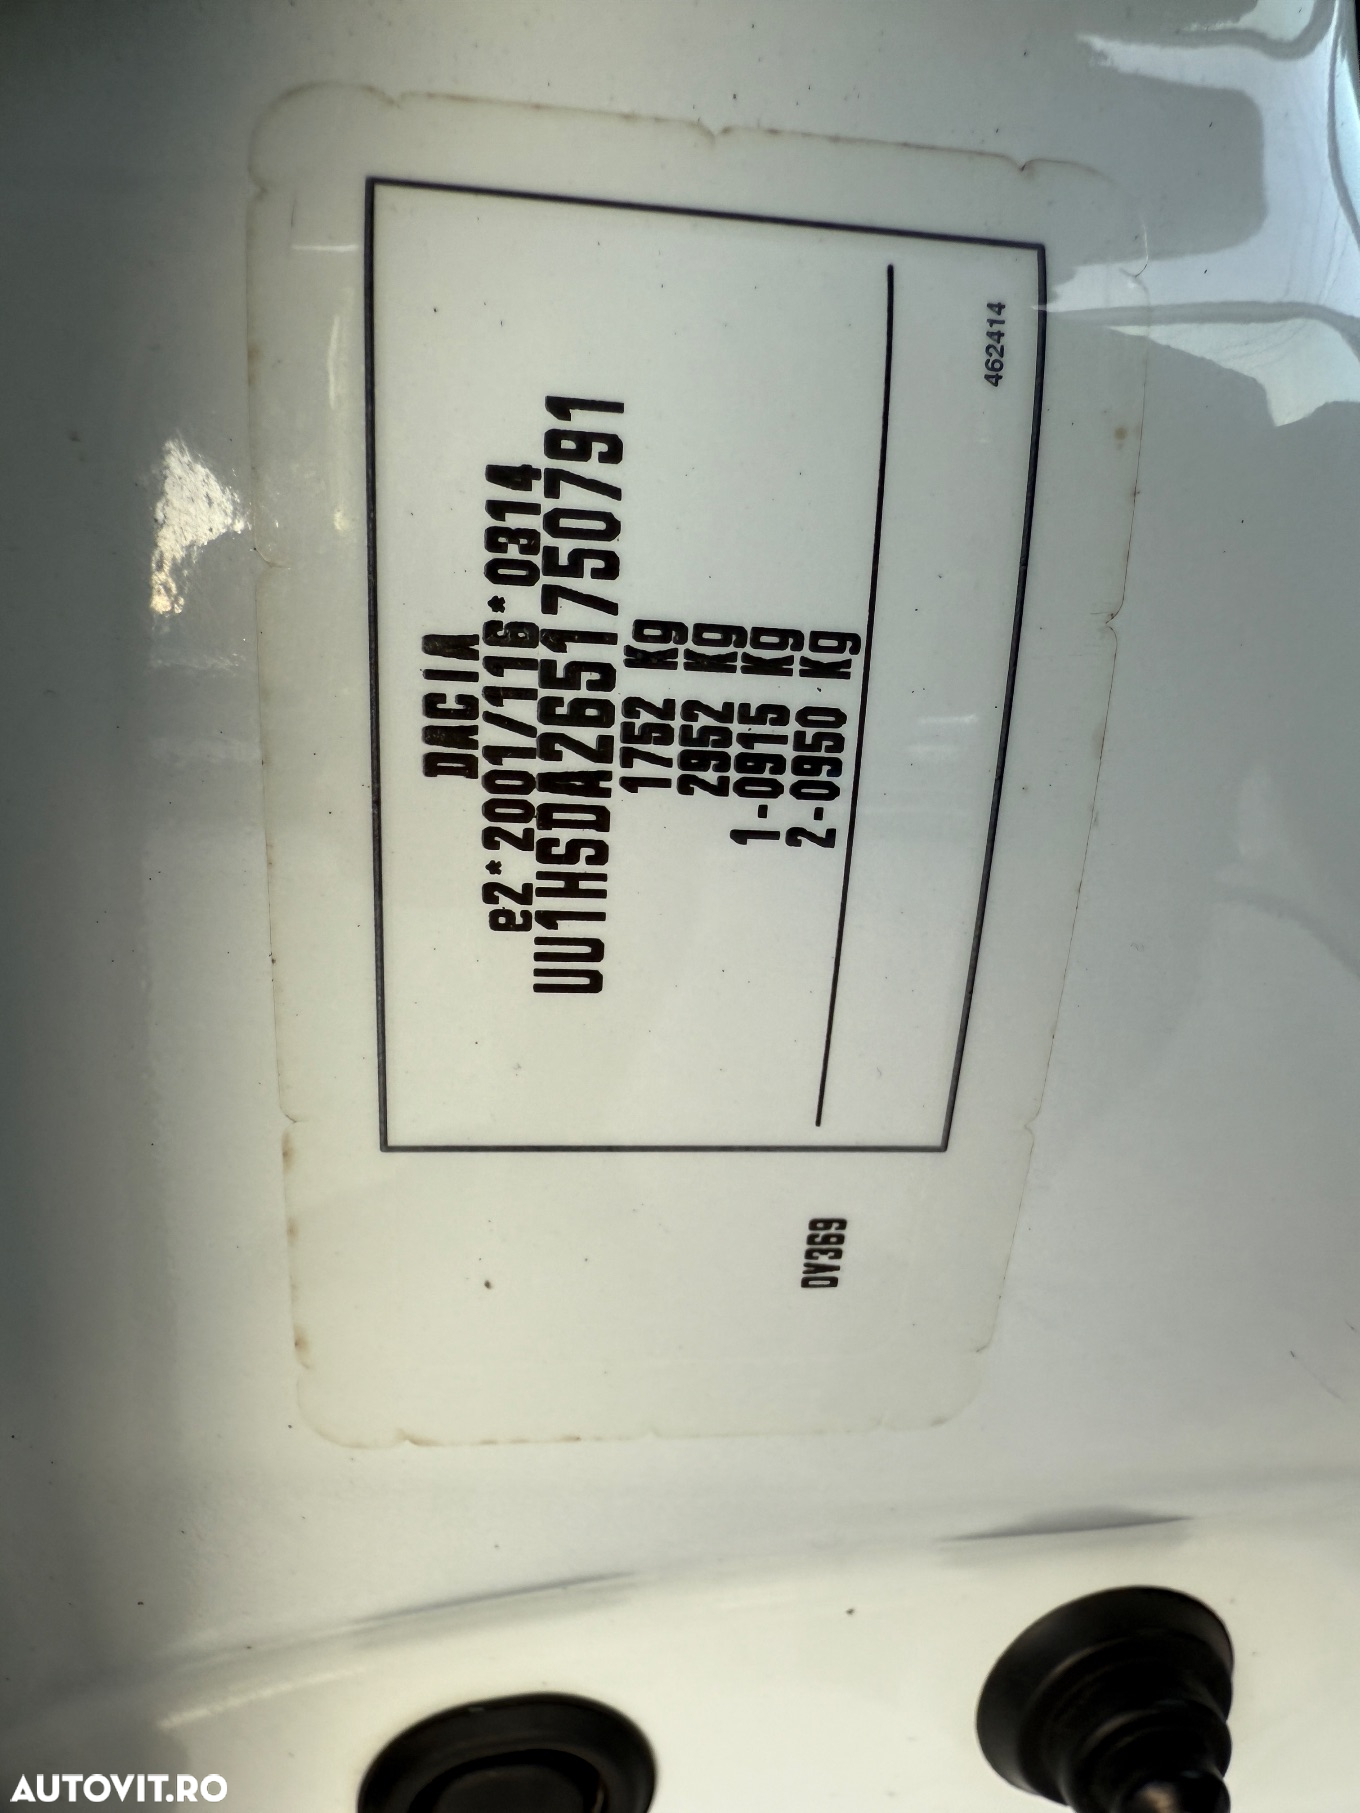 DACIA
e2*2001/116*0314
UU1HSDA2651750791
1752 Kg
2952 Kg
1-0915 Kg
2-0950 Kg
462414
DV369
AUTOVIT.RO